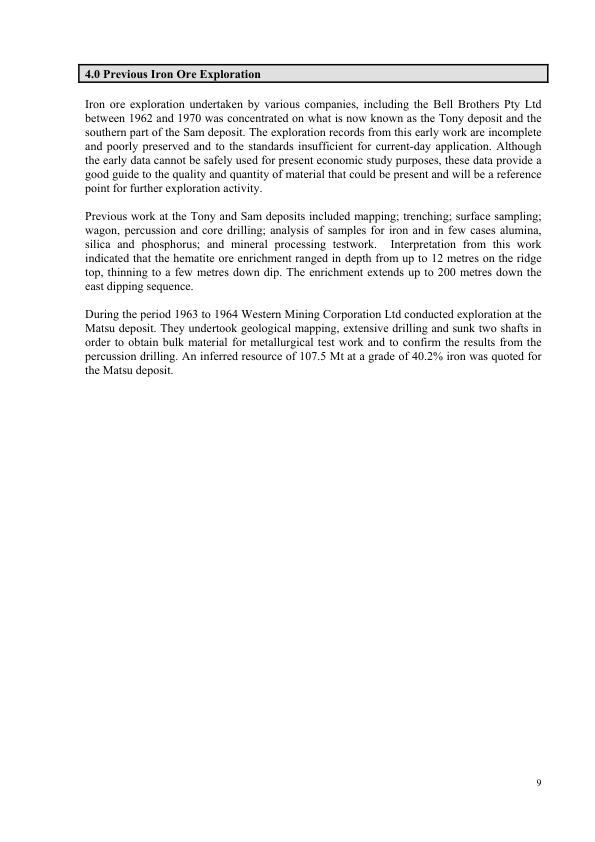 4.0 Previous Iron Ore Exploration
Iron ore exploration undertaken by various companies, including the Bell Brothers Pty Ltd
between 1962 and 1970 was concentrated on what is now known as the Tony deposit and the
southern part of the Sam deposit. The exploration records from this early work are incomplete
and poorly preserved and to the standards insufficient for current-day application. Although
the early data cannot be safely used for present economic study purposes, these data provide a
good guide to the quality and quantity of material that could be present and will be a reference
point for further exploration activity.
Previous work at the Tony and Sam deposits included mapping; trenching; surface sampling;
wagon, percussion and core drilling; analysis of samples for iron and in few cases alumina,
silica and phosphorus; and mineral processing testwork.  Interpretation from this work
indicated that the hematite ore enrichment ranged in depth from up to 12 metres on the ridge
top, thinning to a few metres down dip. The enrichment extends up to 200 metres down the
east dipping sequence.
During the period 1963 to 1964 Western Mining Corporation Ltd conducted exploration at the
Matsu deposit. They undertook geological mapping, extensive drilling and sunk two shafts in
order to obtain bulk material for metallurgical test work and to confirm the results from the
percussion drilling. An inferred resource of 107.5 Mt at a grade of 40.2% iron was quoted for
the Matsu deposit.
9